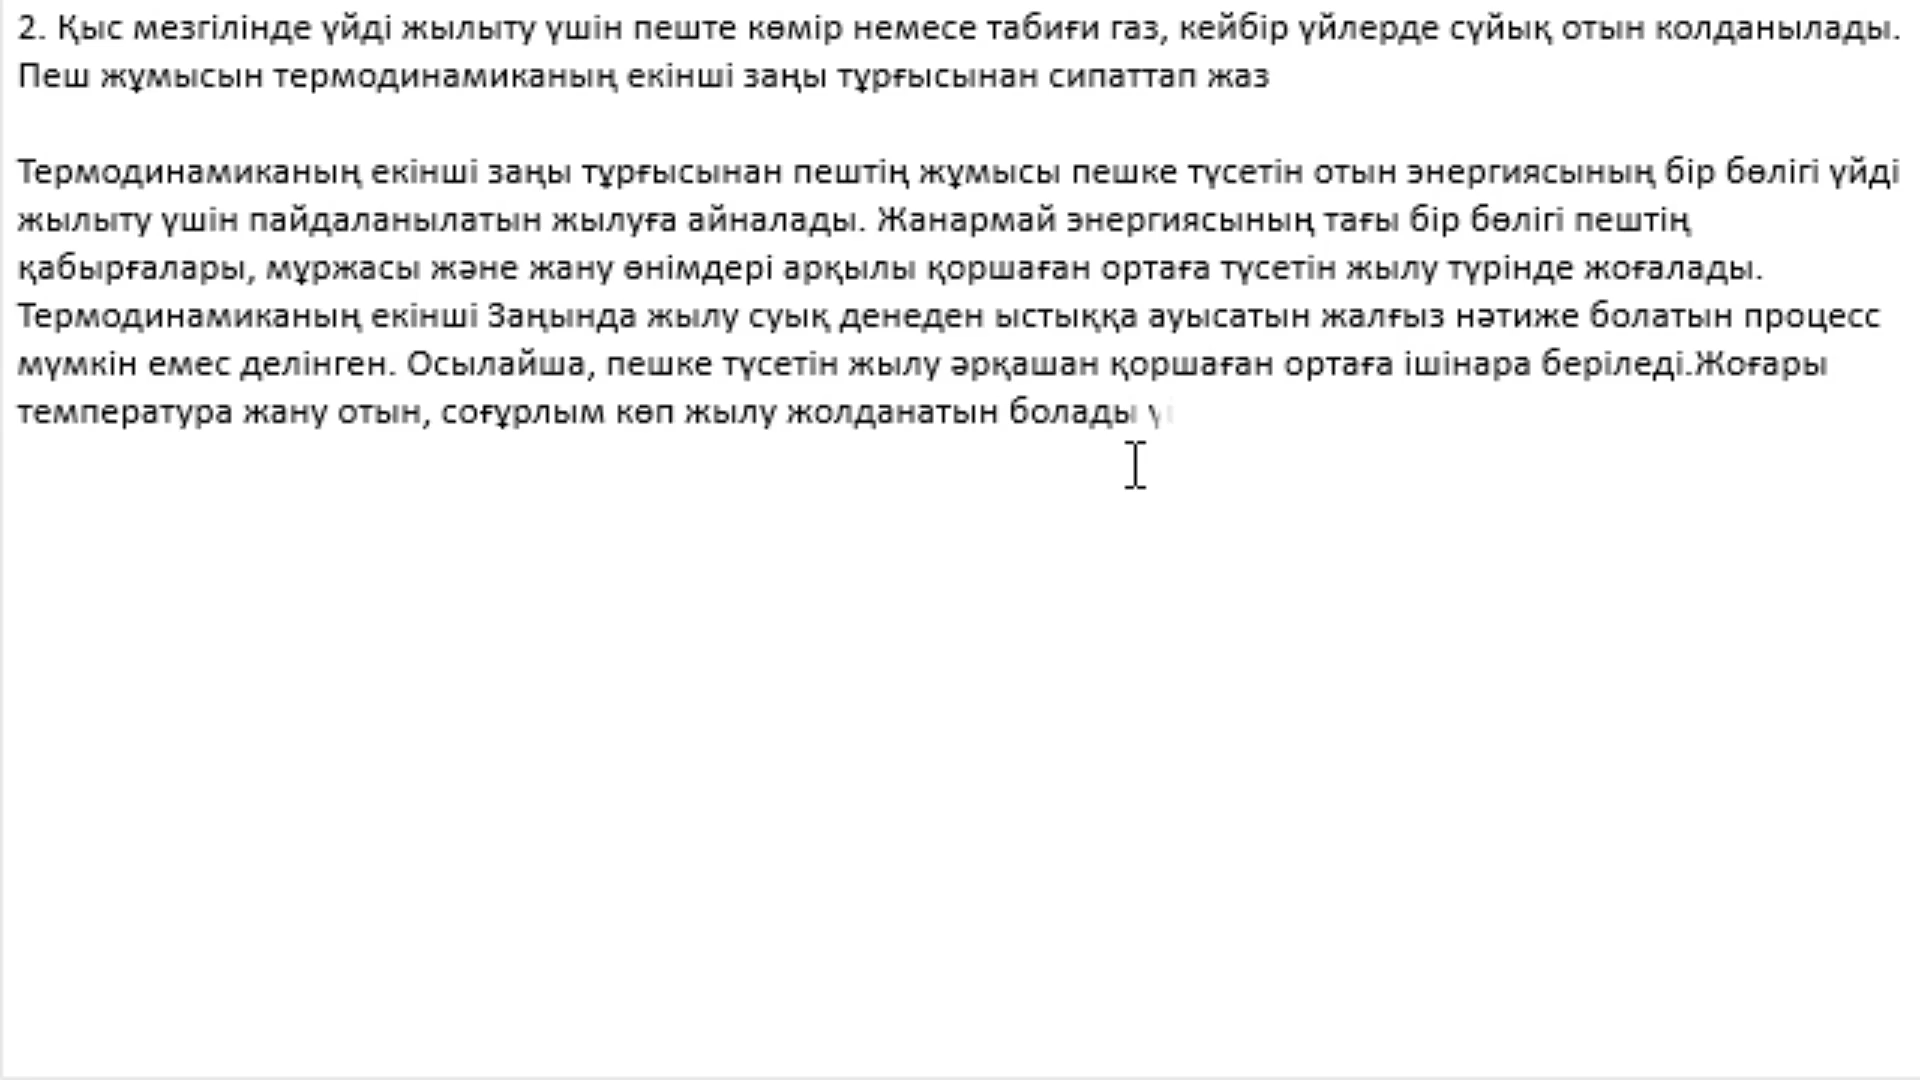 2. Қыс мезгілінде үйді жылыту үшін пеште көмір немесе табиғи газ, кейбір үйлерде сүйық отын колданылады.
Пеш жұмысын термодинамиканың екінші заңы тұрғысынан сипаттап жаз
Термодинамиканың екінші заңы тұрғысынан пештің жұмысы пешке түсетін отын энергиясының бір бөлігі үйді
жылыту үшін пайдаланылатын жылуға айналады. Жанармай энергиясының тағы бір бөлігі пештің
қабырғалары, мұржасы және жану өнімдері арқылы қоршаған ортаға түсетін жылу түрінде жоғалады.
Термодинамиканың екінші Заңында жылу суық денеден ыстыққа ауысатын жалғыз нәтиже болатын процесс
мүмкін емес делінген. Осылайша, пешке түсетін жылу әрқашан қоршаған ортаға ішінара беріледі.Жоғары
температура жану отын, соғұрлым көп жылу жолданатын болады